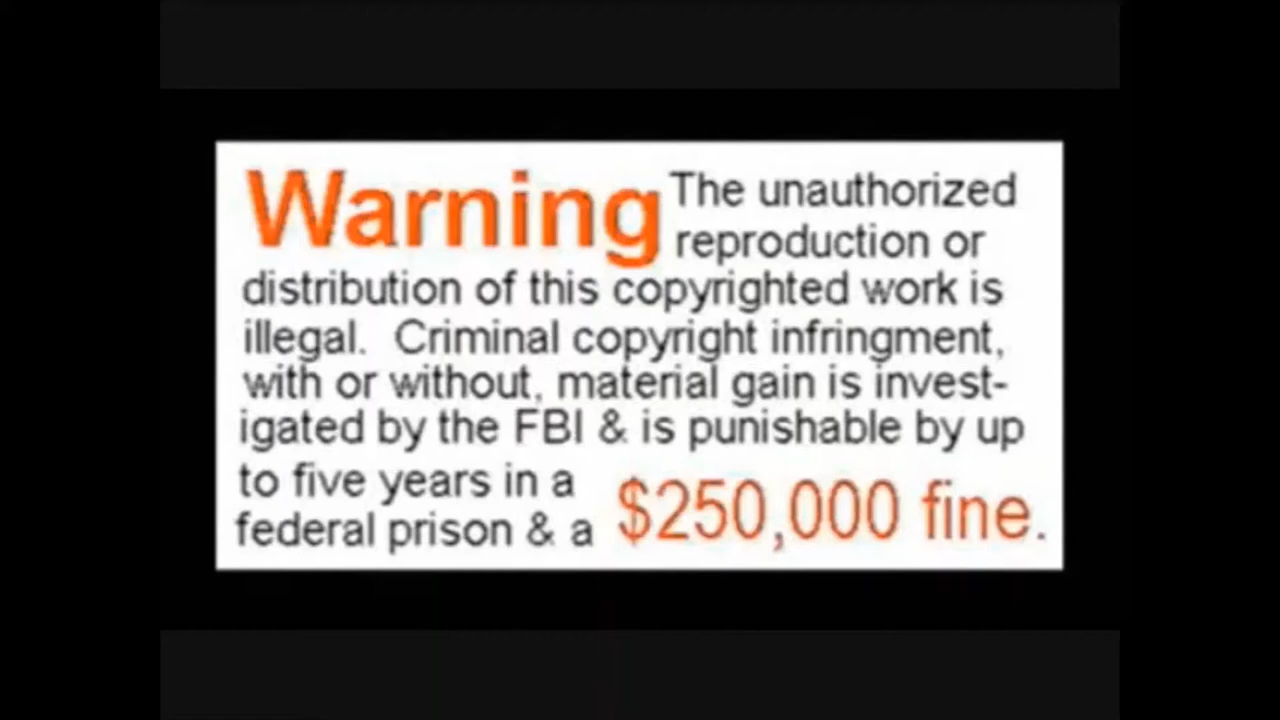 Warning The unauthorized
reproduction or
distribution of this copyrighted work is
illegal. Criminal copyright infringment,
with or without, material gain is invest-
igated by the FBI & is punishable by up
to five years in a
federal prison & a $250,000 fine.